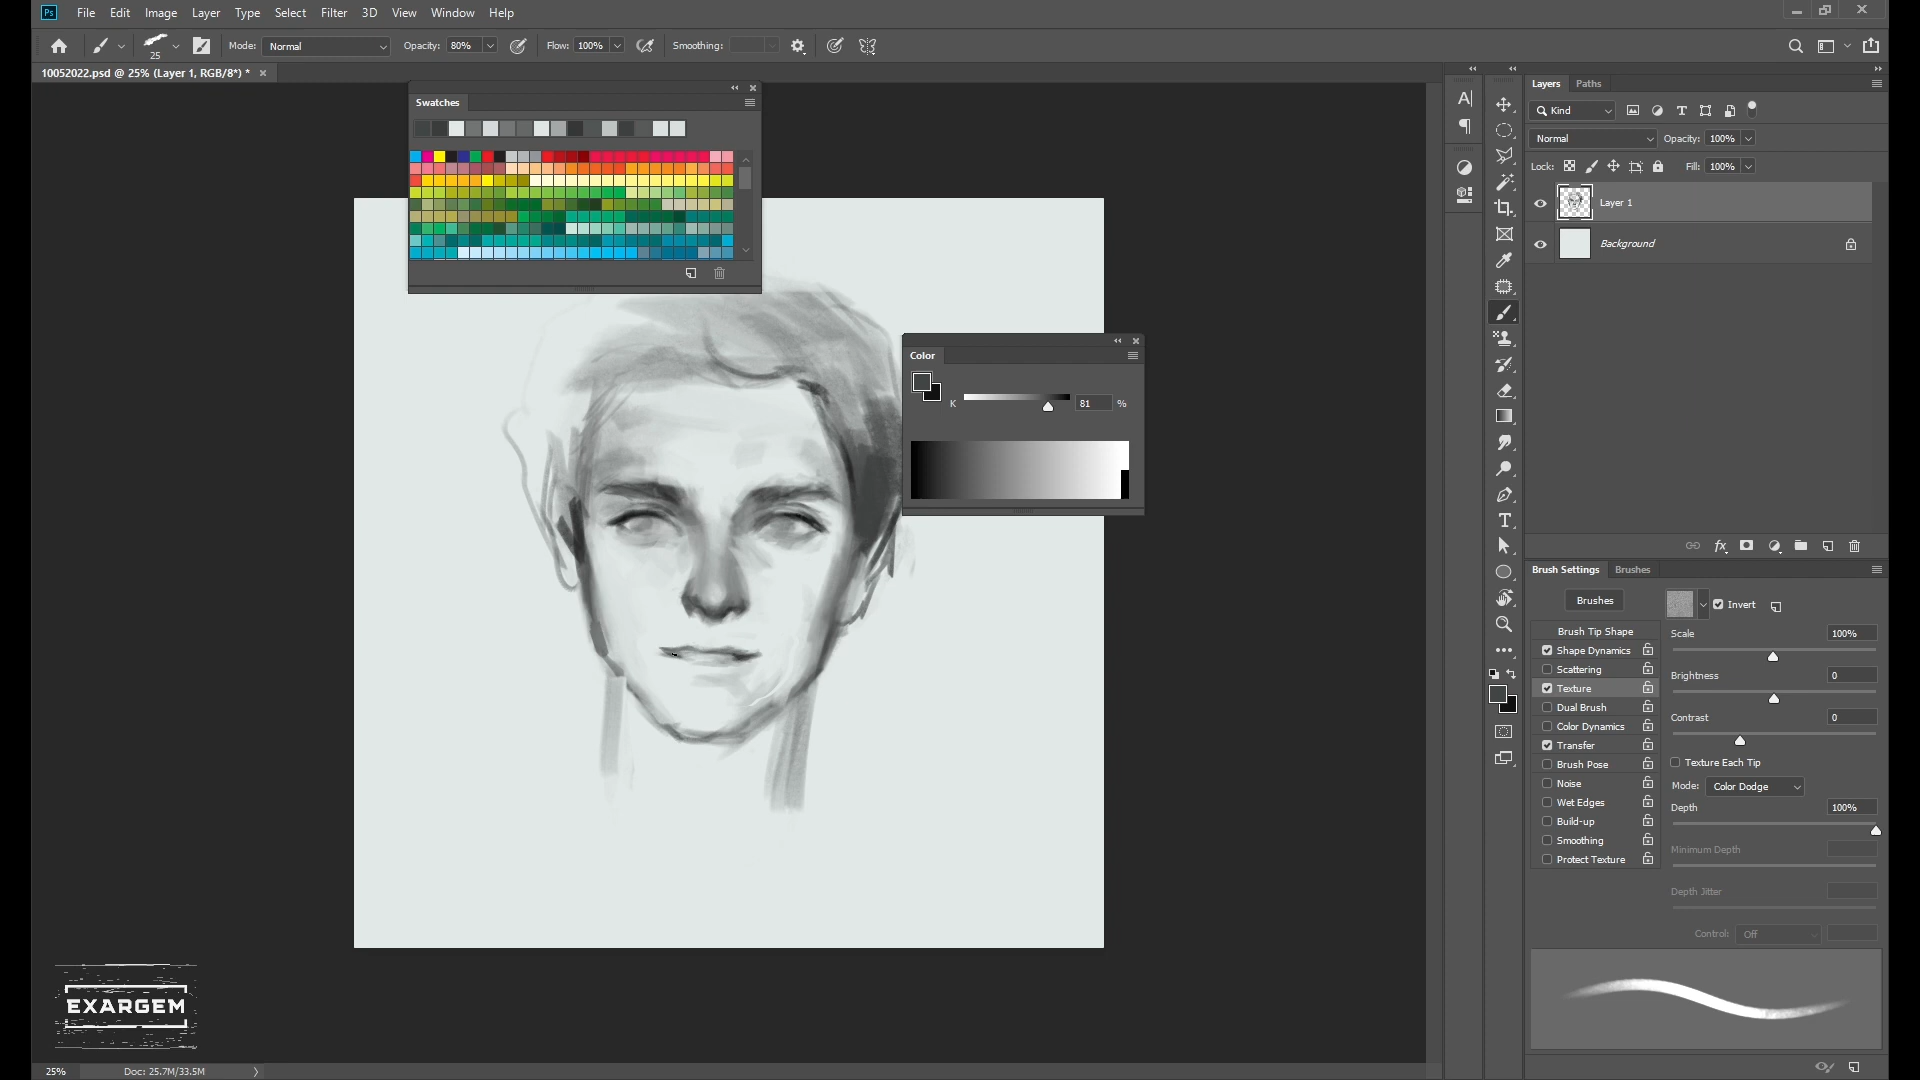 Ps File Edit Image Layer Type Select Filter 3D View Window Help
25 Mode: Normal Opacity: 80% Flow: 100% Smoothing:
10052022.psd @ 25% (Layer 1, RGB/8*) *
Swatches
Color
K 81 %
Layers Paths
Kind
Normal Opacity: 100%
Lock: Fill: 100%
Layer 1
Background
fx
Brush Settings Brushes
Brushes Invert
Brush Tip Shape
Shape Dynamics
Scattering
Texture
Dual Brush
Color Dynamics
Transfer
Brush Pose
Noise
Wet Edges
Build-up
Smoothing
Protect Texture
Scale 100%
Brightness 0
Contrast 0
Texture Each Tip
Mode: Color Dodge
Depth 100%
Minimum Depth
Depth Jitter
Control: Off
EXARGEM
25% Doc: 25.7M/33.5M